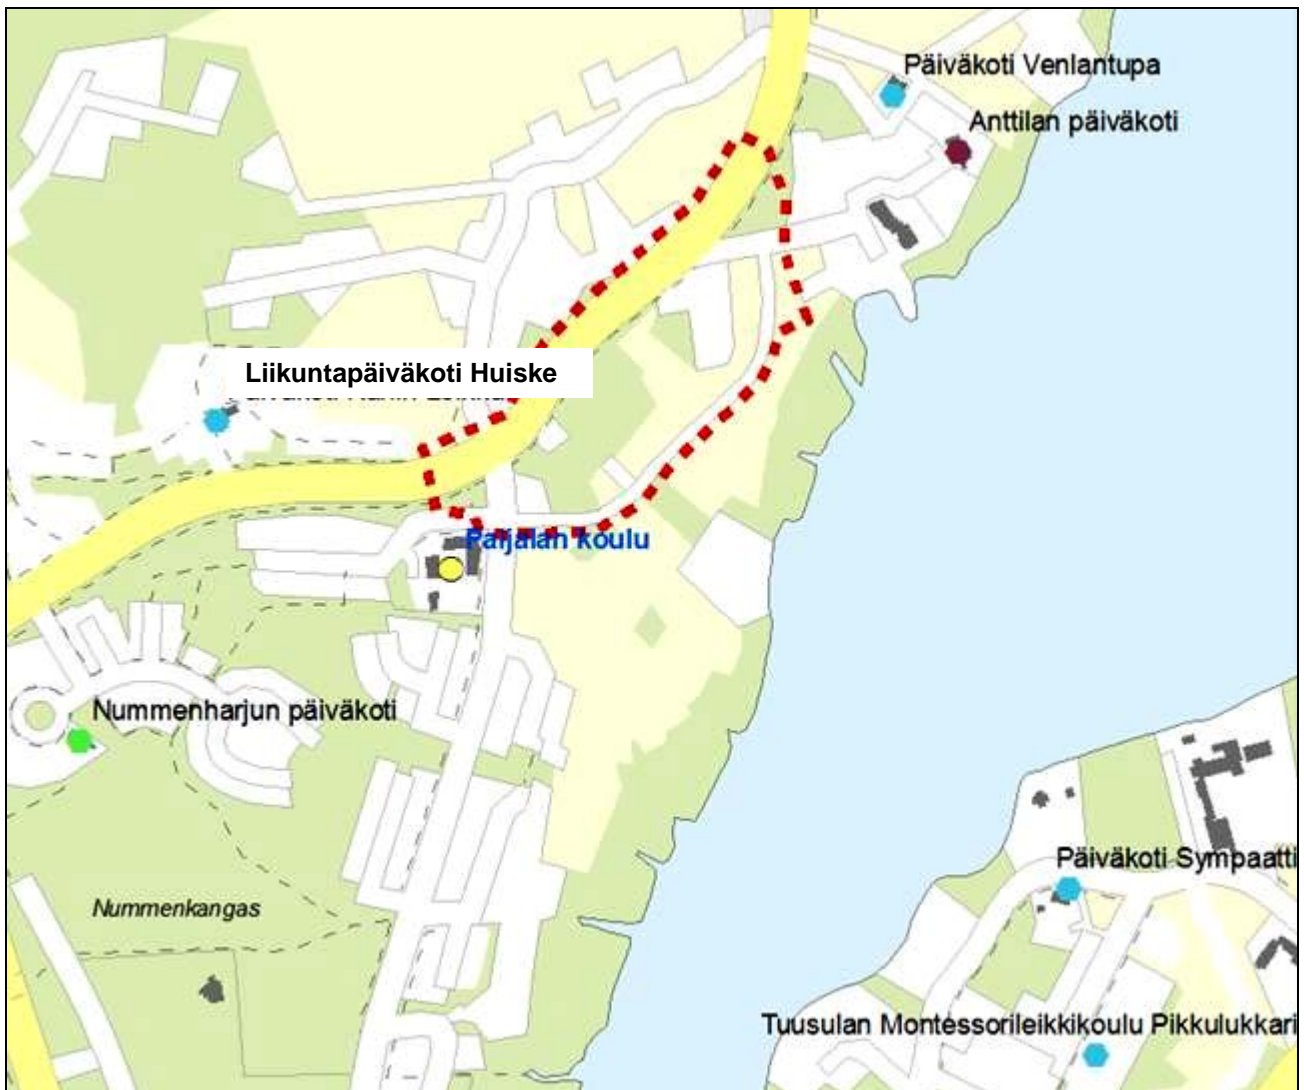 Päiväkoti Venlantupa
Anttilan päiväkoti
Liikuntapäiväkoti Huiske
Paijalan koulu
Nummenharjun päiväkoti
Päiväkoti Sympaatti
Nummenkangas
Tuusulan Montessorileikkikoulu Pikkulukkari